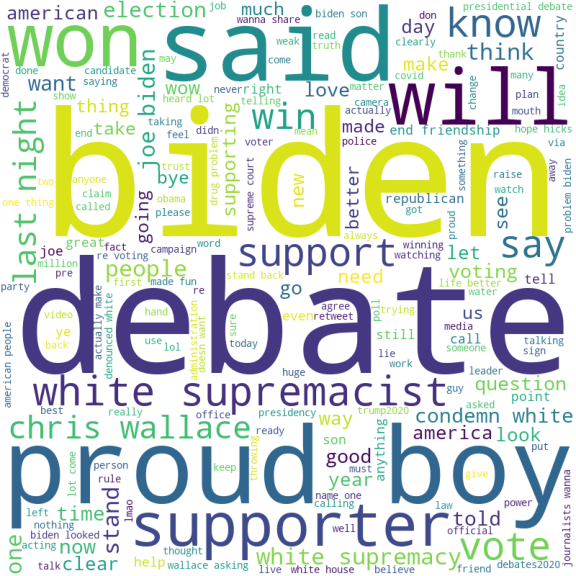 american
election
job
much
wanna share
biden son
don
presidential debate
won
said
know
day
read
truth
weak
clearly
thank
country
democrat
want
wow
come
think
many
candidate
may
done
saying
love
matter
covid
make
will
plan
idea
change
mouth
camera
never
right
heard lot
telling
actually
show
thing
last night
joe biden
win
made
end friendship
hope hicks
via
end
take
taking
feel
didn
supporting
voter
mean
police
something
biden
trust
drug problem
supreme court
new
better
republican
got
see
proud
raise
watch
away
problem biden
two
anyone
claim
called
bye
obama
please
going
one thing
always
joe
great
fact
campaign
word
support
winning
watching
let
say
million
pre
re voting
people
first
made fun
stand back
re
go
need
voting
tell
party
debate
agree
retweet
trying
life better
water
american people
video
back
ye
actually make
denounced white
hand
use
lol
administration
doesn want
sure
today
huge
even
poll
still
us
media
call
someone
talking
sign
lie
work
leader
guy
white supremacist
question
best
really
office
presidency
trump2020
way
asked
point
chris wallace
ready
son
good
america
condemn white
look
put
proud boy
lot come
person
rule
keep
throwing
must
year
anything
name one
calling
law
give
power
journalists wanna
left
nothing
time
stand
lmao
supporter
well
told
official
one
biden looked
acting
now
thought
white supremacy
vote
talk
clear
help
wallace asking
live
white house
believe
friend
debates2020